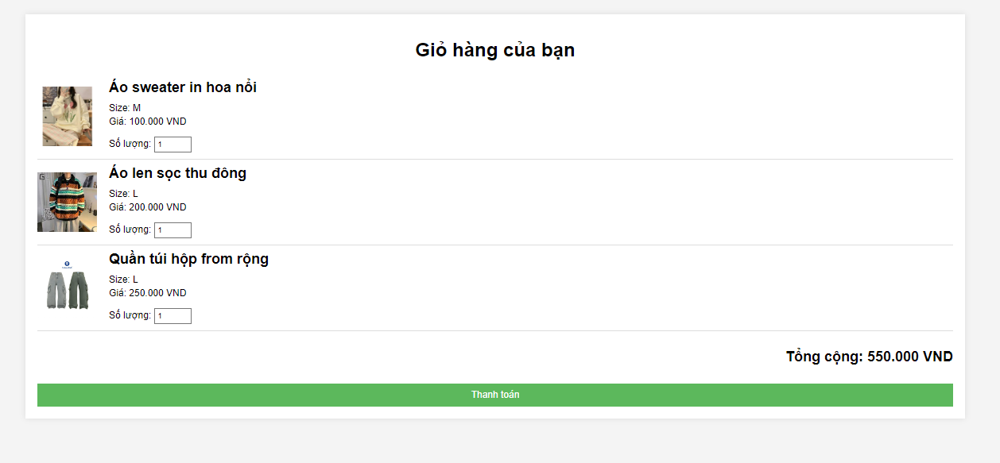 Giỏ hàng của bạn
Áo sweater in hoa nổi
Size: M
Giá: 100.000 VND
Số lượng: 1
Áo len sọc thu đông
Size: L
Giá: 200.000 VND
Số lượng: 1
Quần túi hộp from rộng
Size: L
Giá: 250.000 VND
Số lượng: 1
Tổng cộng: 550.000 VND
Thanh toán